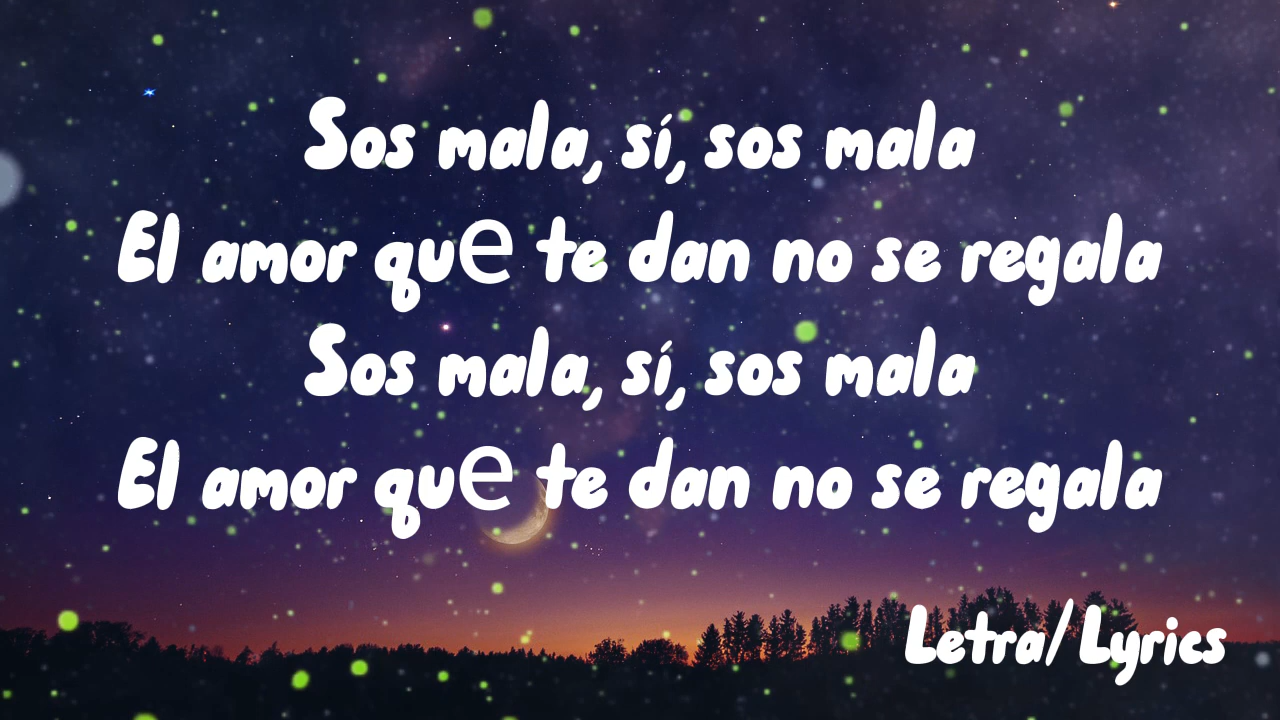 Sos mala, sí, sos mala
El amor que te dan no se regala
Sos mala, sí, sos mala
El amor que te dan no se regala
Letra/Lyrics